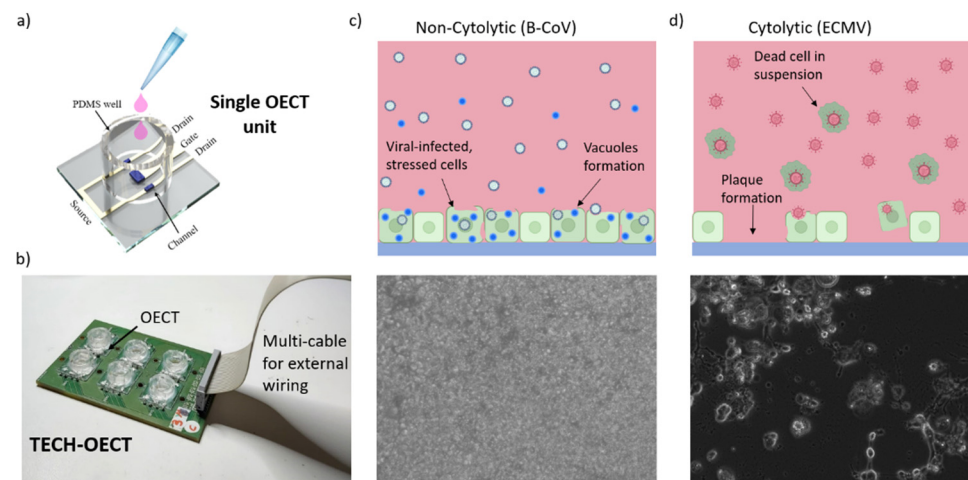 a)
PDMS well
Drain
Gate
Drain
Source
Channel
Single OECT
unit
b)
OECT
Multi-cable
for external
wiring
TECH-OECT
3
C
c)
Non-Cytolytic (B-CoV)
Viral-infected,
stressed cells
Vacuoles
formation
d)
Cytolytic (ECMV)
Dead cell in
suspension
Plaque
formation